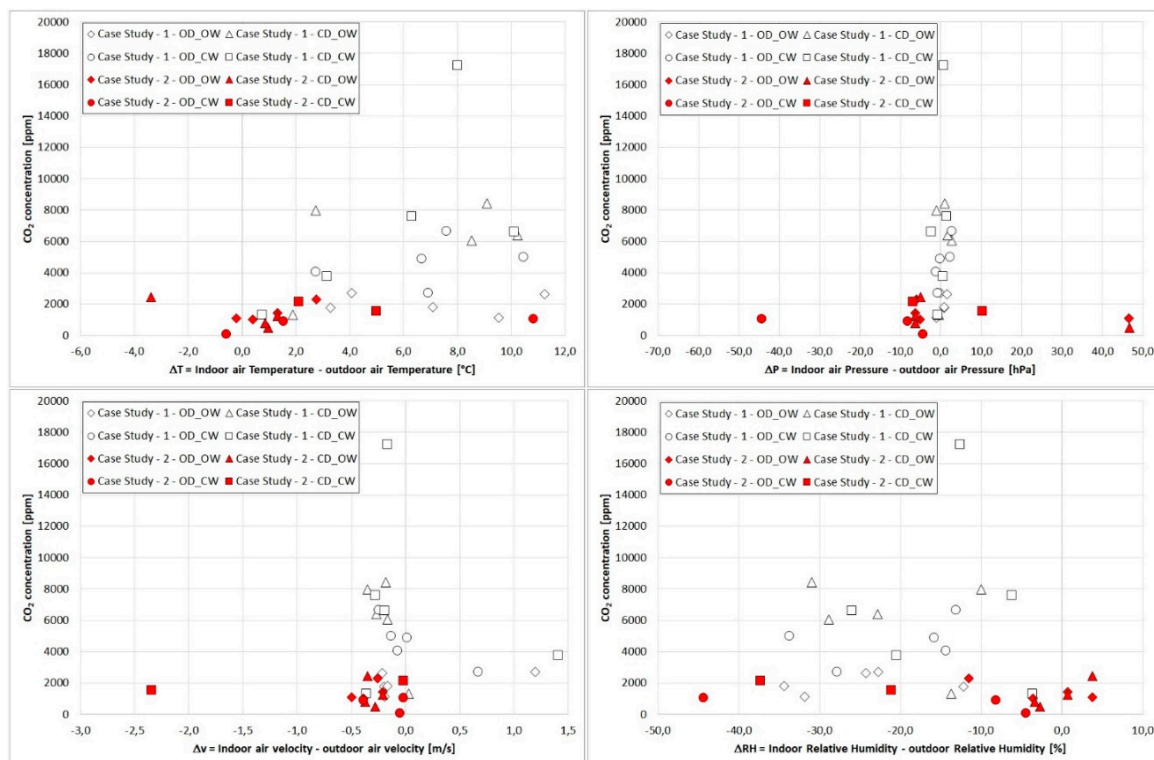 20000
18000
16000
14000
12000
10000
8000
6000
4000
2000
0
CO2 concentration [ppm]
Case Study - 1 - OD_OW Case Study - 1 - CD_OW
Case Study - 1 - OD_CW Case Study - 1 - CD_CW
Case Study - 2 - OD_OW Case Study - 2 - CD_OW
Case Study - 2 - OD_CW Case Study - 2 - CD_CW
-6,0 -4,0 -2,0 0,0 2,0 4,0 6,0 8,0 10,0 12,0
ΔT = Indoor air Temperature - outdoor air Temperature [°C]
20000
18000
16000
14000
12000
10000
8000
6000
4000
2000
0
CO2 concentration [ppm]
Case Study - 1 - OD_OW Case Study - 1 - CD_OW
Case Study - 1 - OD_CW Case Study - 1 - CD_CW
Case Study - 2 - OD_OW Case Study - 2 - CD_OW
Case Study - 2 - OD_CW Case Study - 2 - CD_CW
-70,0 -60,0 -50,0 -40,0 -30,0 -20,0 -10,0 0,0 10,0 20,0 30,0 40,0 50,0
ΔP = Indoor air Pressure - outdoor air Pressure [hPa]
20000
18000
16000
14000
12000
10000
8000
6000
4000
2000
0
CO2 concentration [ppm]
Case Study - 1 - OD_OW Case Study - 1 - CD_OW
Case Study - 1 - OD_CW Case Study - 1 - CD_CW
Case Study - 2 - OD_OW Case Study - 2 - CD_OW
Case Study - 2 - OD_CW Case Study - 2 - CD_CW
-3,0 -2,5 -2,0 -1,5 -1,0 -0,5 0,0 0,5 1,0 1,5
Δv = Indoor air velocity - outdoor air velocity [m/s]
20000
18000
16000
14000
12000
10000
8000
6000
4000
2000
0
CO2 concentration [ppm]
Case Study - 1 - OD_OW Case Study - 1 - CD_OW
Case Study - 1 - OD_CW Case Study - 1 - CD_CW
Case Study - 2 - OD_OW Case Study - 2 - CD_OW
Case Study - 2 - OD_CW Case Study - 2 - CD_CW
-50,0 -40,0 -30,0 -20,0 -10,0 0,0 10,0
ΔRH = Indoor Relative Humidity - outdoor Relative Humidity [%]